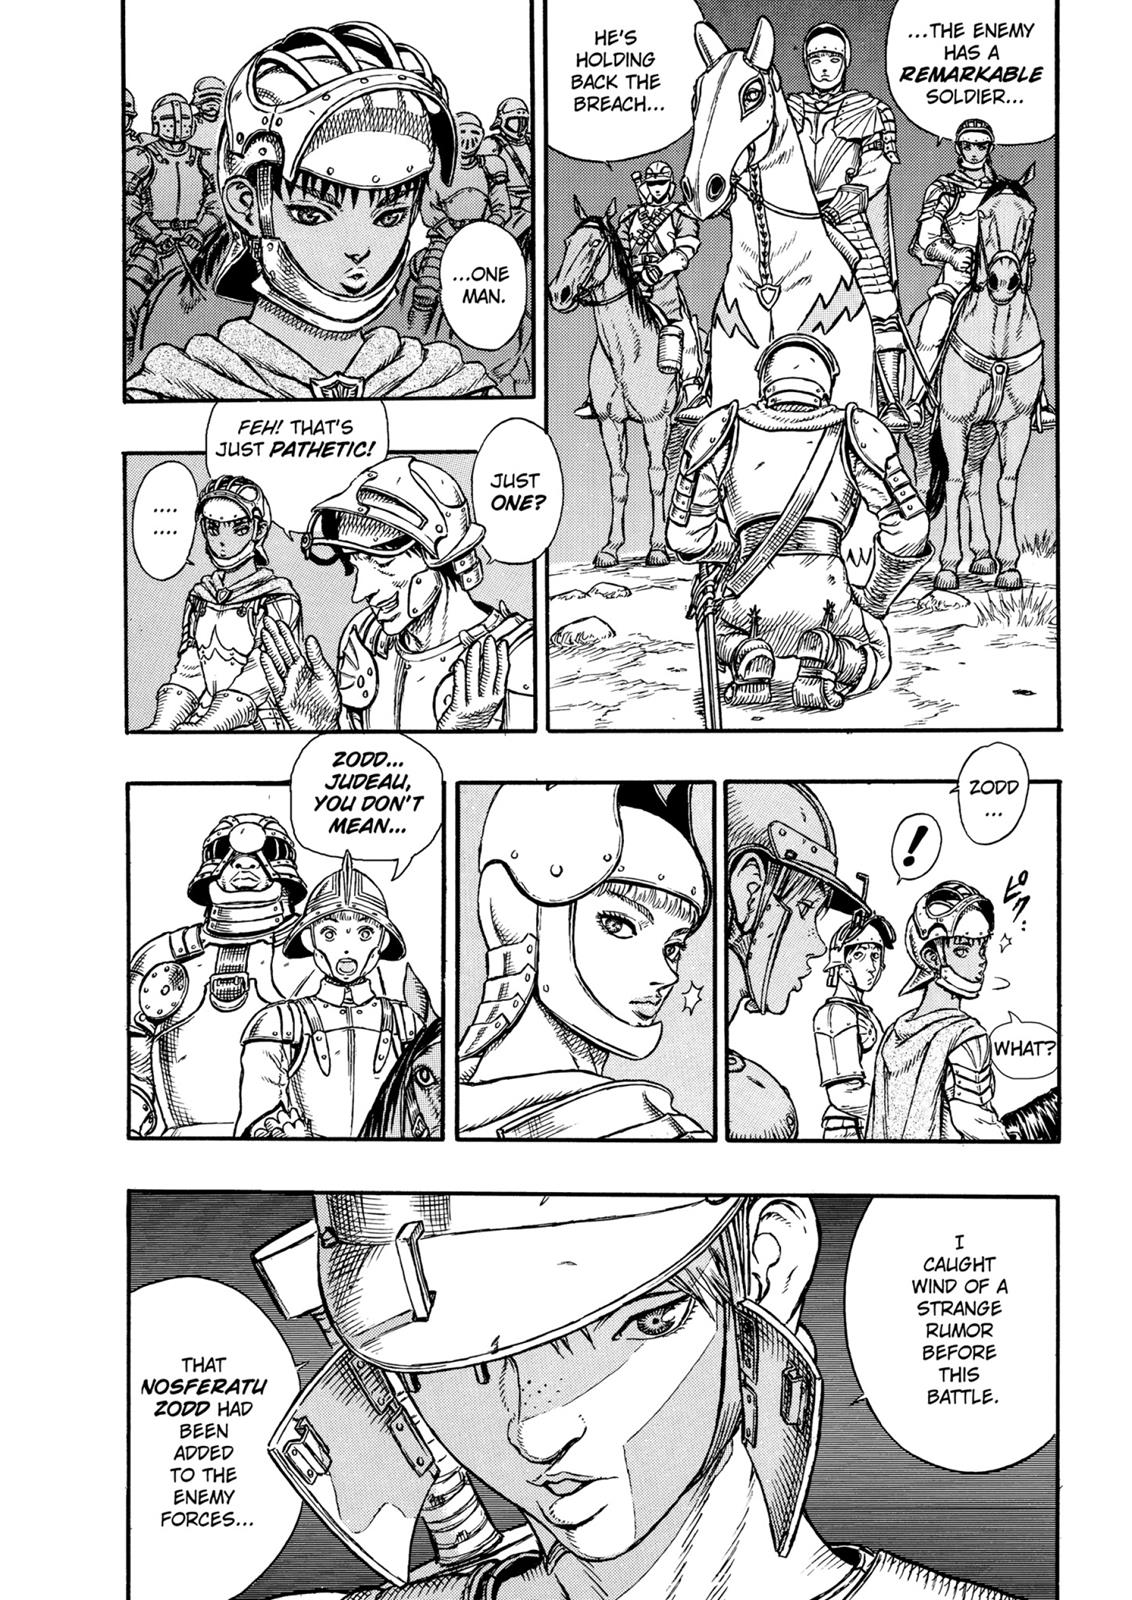 ...THE ENEMY
HAS A
REMARKABLE
SOLDIER...
HE'S
HOLDING
BACK THE
BREACH...
...ONE
MAN.
JUST
ONE?
FEH! THAT'S
JUST PATHETIC!
....
....
ZODD
...
!
ピク
WHAT?
ZODD...
JUDEAU,
YOU DON'T
MEAN...
I
CAUGHT
WIND OF A
STRANGE
RUMOR
BEFORE
THIS
BATTLE.
THAT
NOSFERATU
ZODD HAD
BEEN
ADDED
TO THE
ENEMY
FORCES...